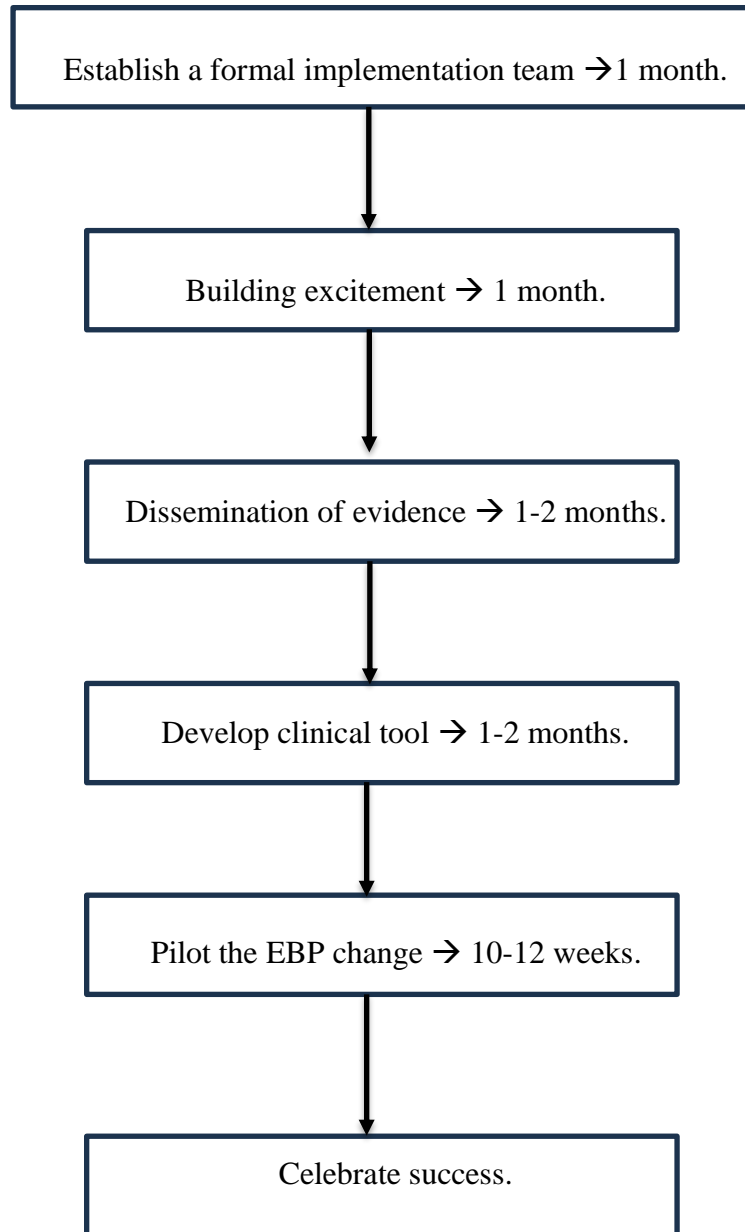 Establish a formal implementation team →1 month.
Building excitement → 1 month.
Dissemination of evidence → 1-2 months.
Develop clinical tool → 1-2 months.
Pilot the EBP change → 10-12 weeks.
Celebrate success.